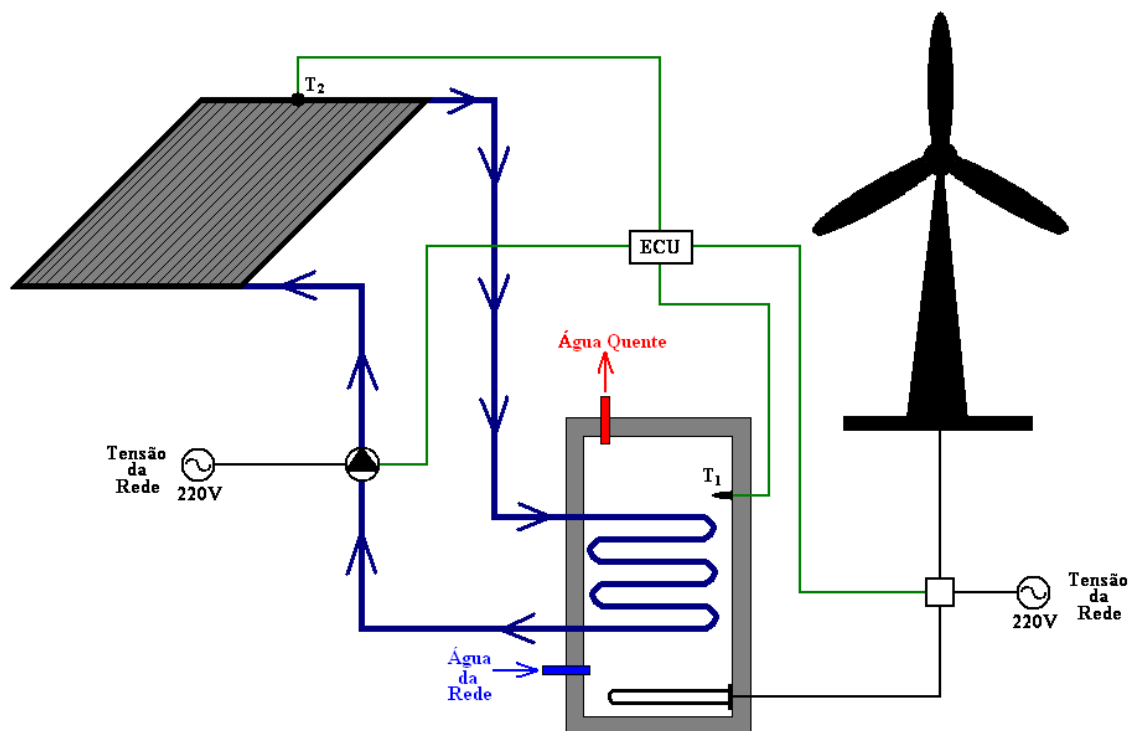 T2
ECU
Água Quente
T1
Tensão
da
Rede
220V
Tensão
da
Rede
220V
Água
da
Rede